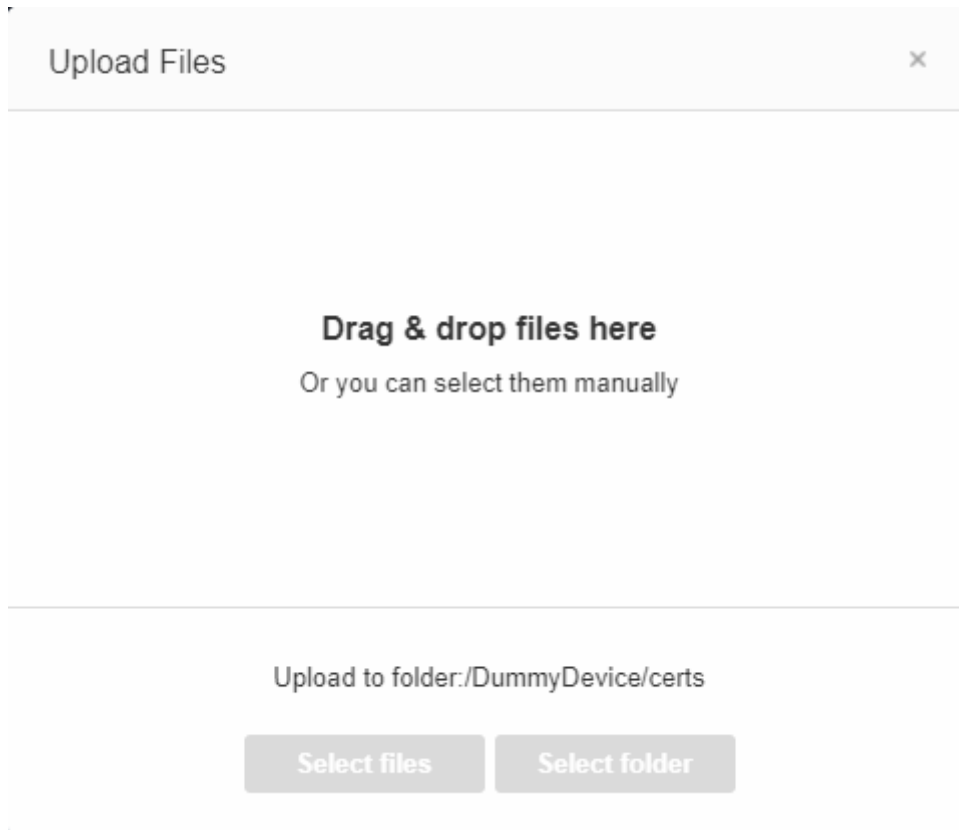 Upload Files
×
Drag & drop files here
Or you can select them manually
Upload to folder:/DummyDevice/certs
Select files
Select folder